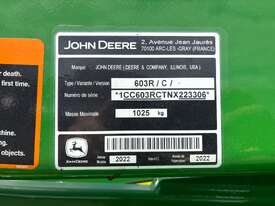 JOHN DEERE
2, Avenue Jean Jaurès
70100 ARC-LES -GRAY (FRANCE)
Marque : JOHN DEERE ( DEERE & COMPANY, ILLINOIS, USA )
Type / Variante / Version : 603R / C / -
Numéro de série : *1CC603RCTNX223306*
Masse Maximale : 1025 kg
r death.
hine.
first time.
JOHN DEERE
2022
2022